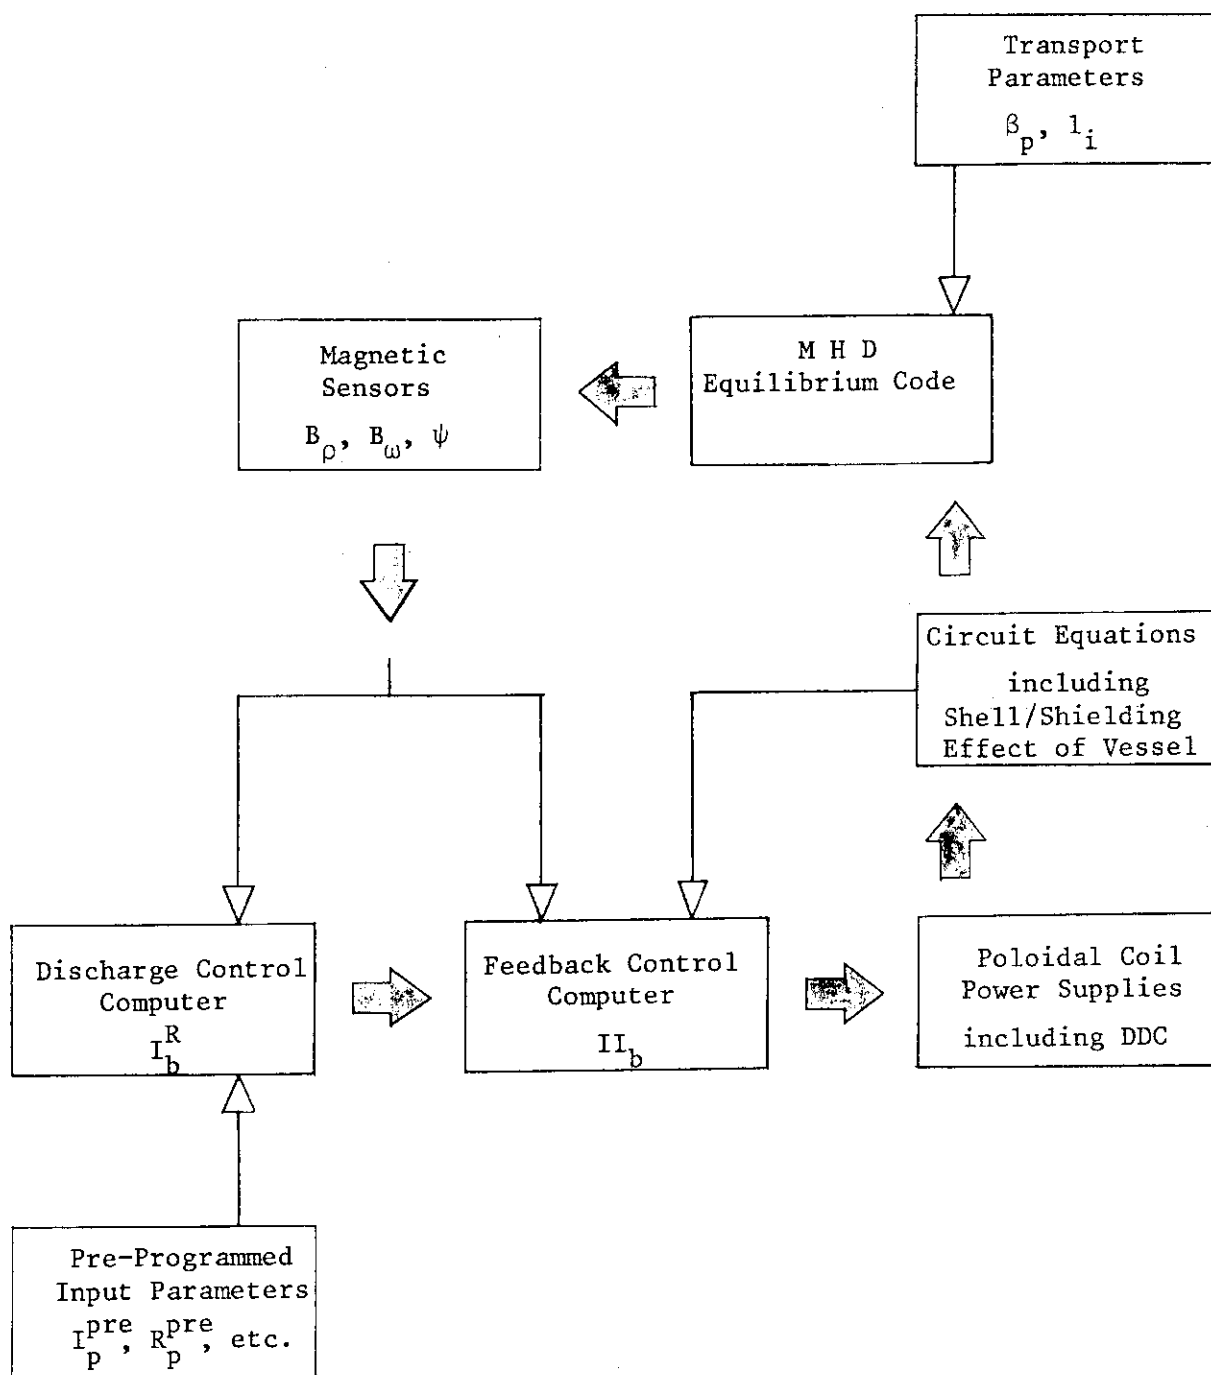 Transport
Parameters
β_p, l_i
Magnetic
Sensors
B_ρ, B_ω, ψ
M H D
Equilibrium Code
Circuit Equations
including
Shell/Shielding
Effect of Vessel
Discharge Control
Computer
I_b^R
Feedback Control
Computer
II_b
Poloidal Coil
Power Supplies
including DDC
Pre-Programmed
Input Parameters
I_p^pre, R_p^pre, etc.